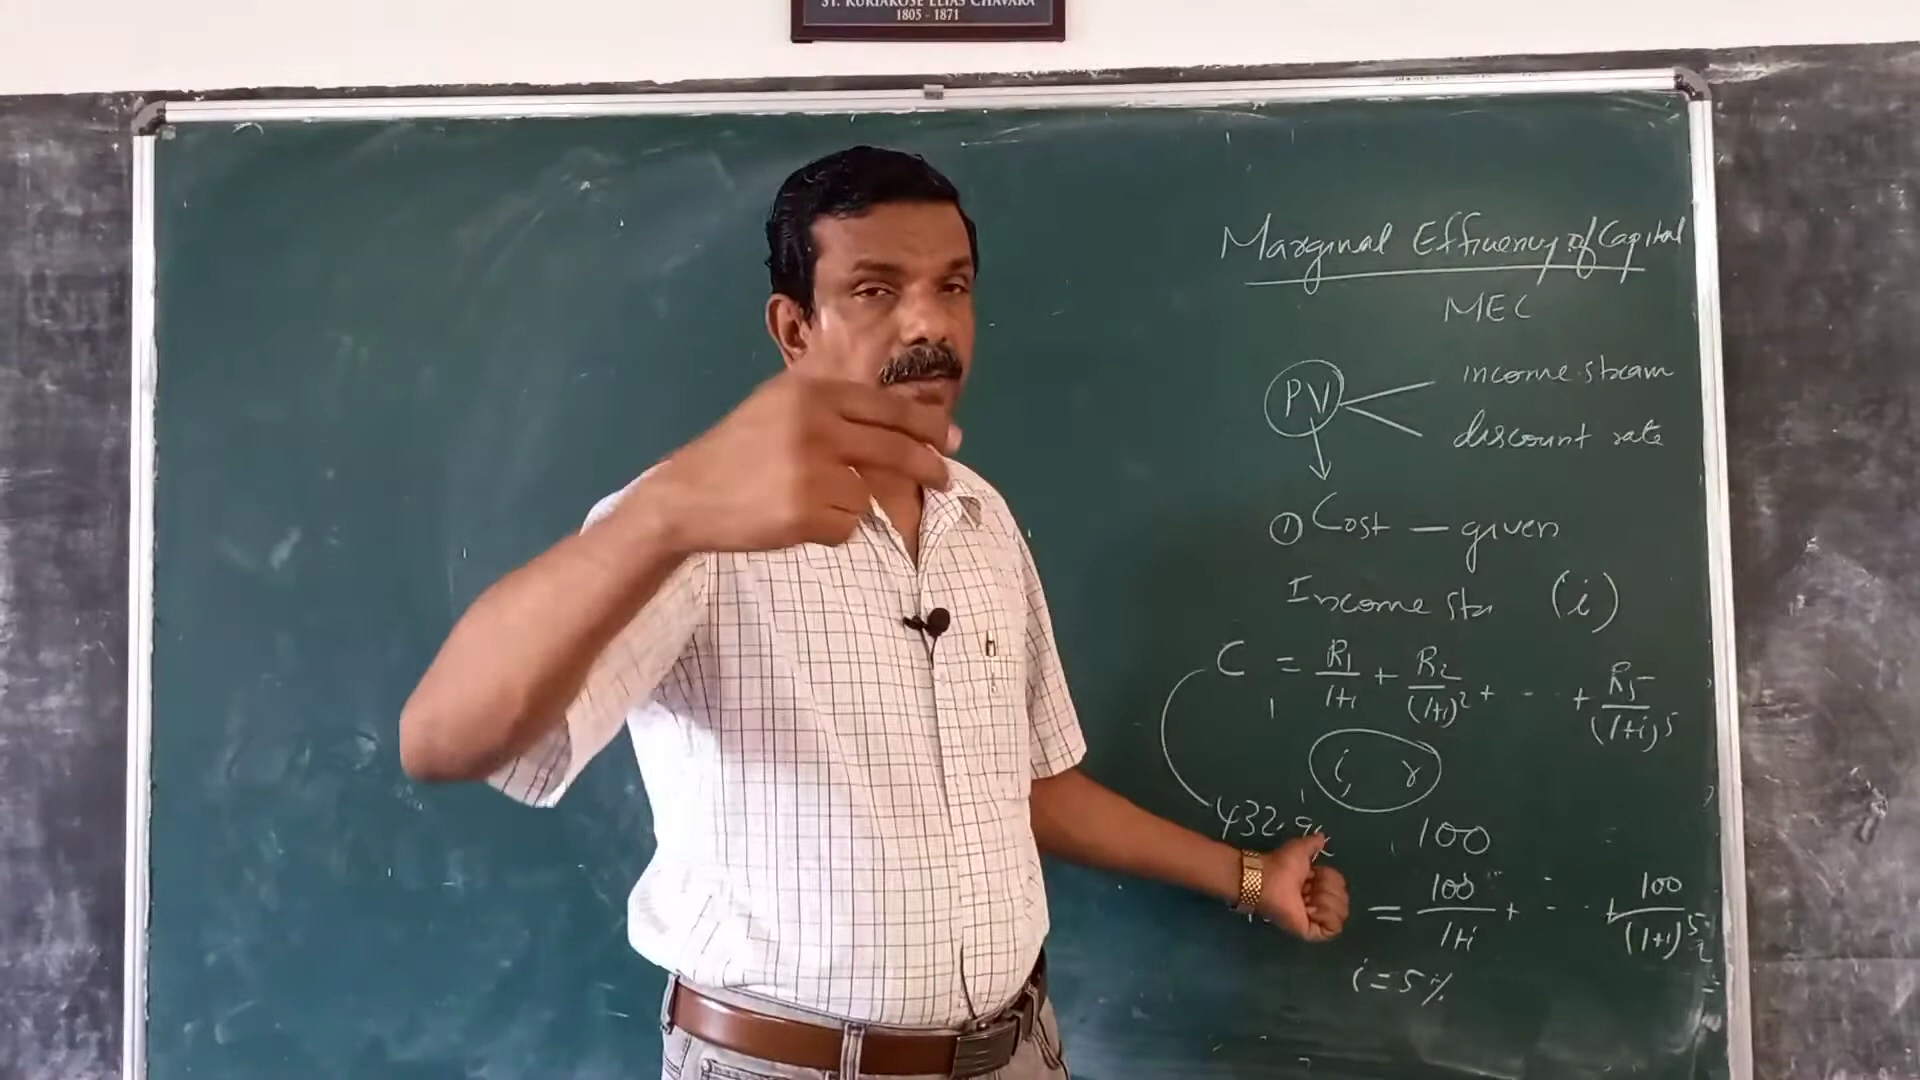 ST. KURIAKOSE ELIAS CHAVARA
1805 - 1871
Marginal Efficiency of Capital
MEC
PV
income stream
discount rate
① Cost — given
Income str (i)
C = R1/1+i + R2/(1+i)² + - - + R5/(1+i)5
i, r
432.9
100
= 100/1+i + - - - + 100/(1+i)5
i = 5%